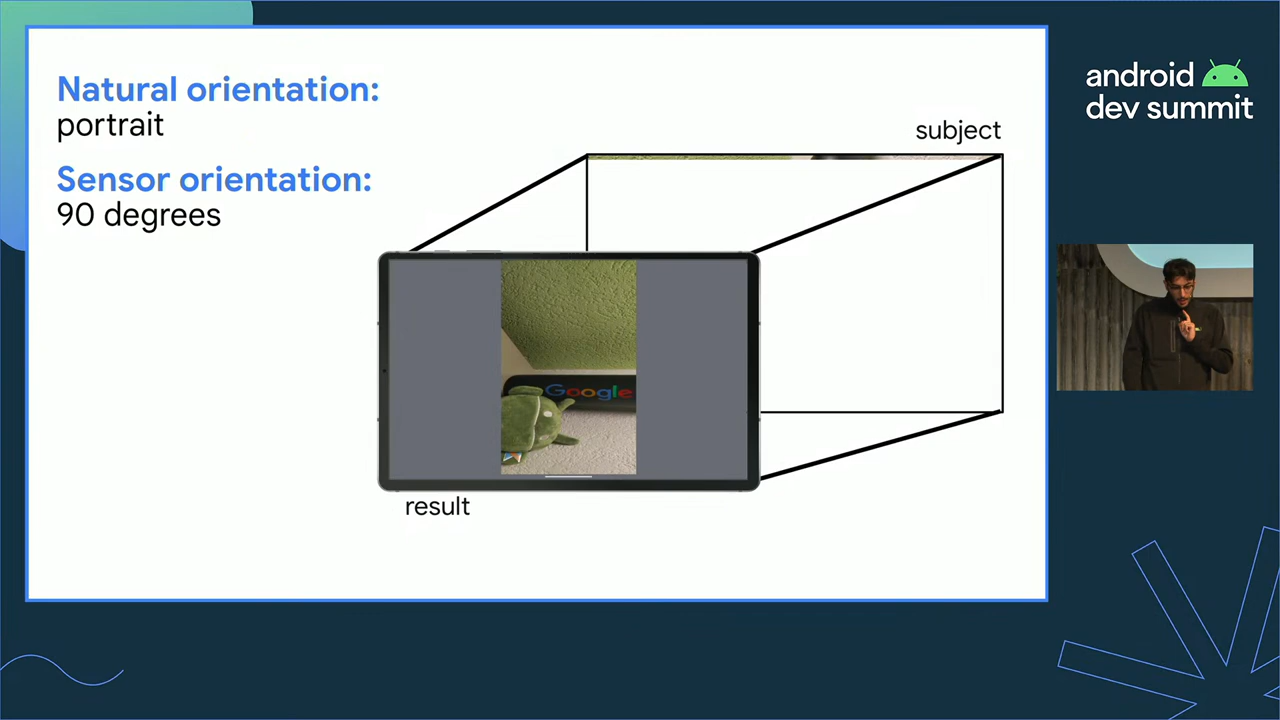 Natural orientation:
portrait
Sensor orientation:
90 degrees
subject
Google
result
android
dev summit